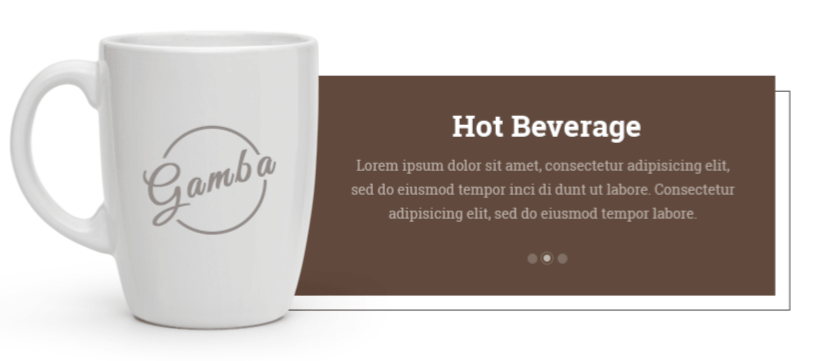 Gamba
Hot Beverage
Lorem ipsum dolor sit amet, consectetur adipisicing elit,
sed do eiusmod tempor inci di dunt ut labore. Consectetur
adipisicing elit, sed do eiusmod tempor labore.